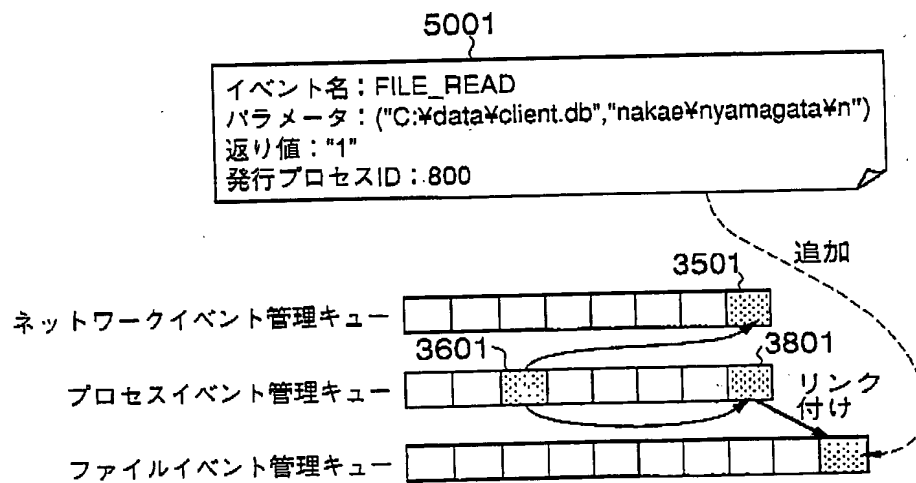 5001
イベント名：FILE_READ
パラメータ：("C:¥data¥client.db","nakae¥nyamagata¥n")
返り値："1"
発行プロセスID：800
追加
3501
ネットワークイベント管理キュー
3601
3801
プロセスイベント管理キュー
リンク
付け
ファイルイベント管理キュー